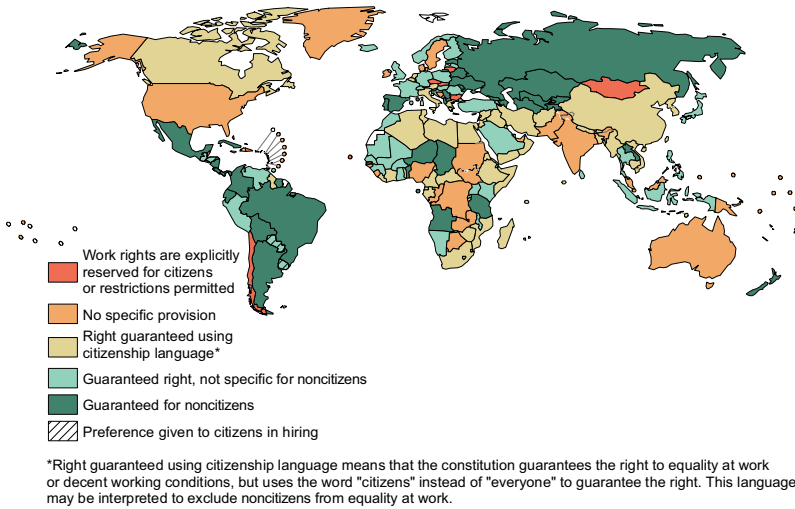 Work rights are explicitly
reserved for citizens
or restrictions permitted
No specific provision
Right guaranteed using
citizenship language*
Guaranteed right, not specific for noncitizens
Guaranteed for noncitizens
Preference given to citizens in hiring
*Right guaranteed using citizenship language means that the constitution guarantees the right to equality at work
or decent working conditions, but uses the word "citizens" instead of "everyone" to guarantee the right. This language
may be interpreted to exclude noncitizens from equality at work.